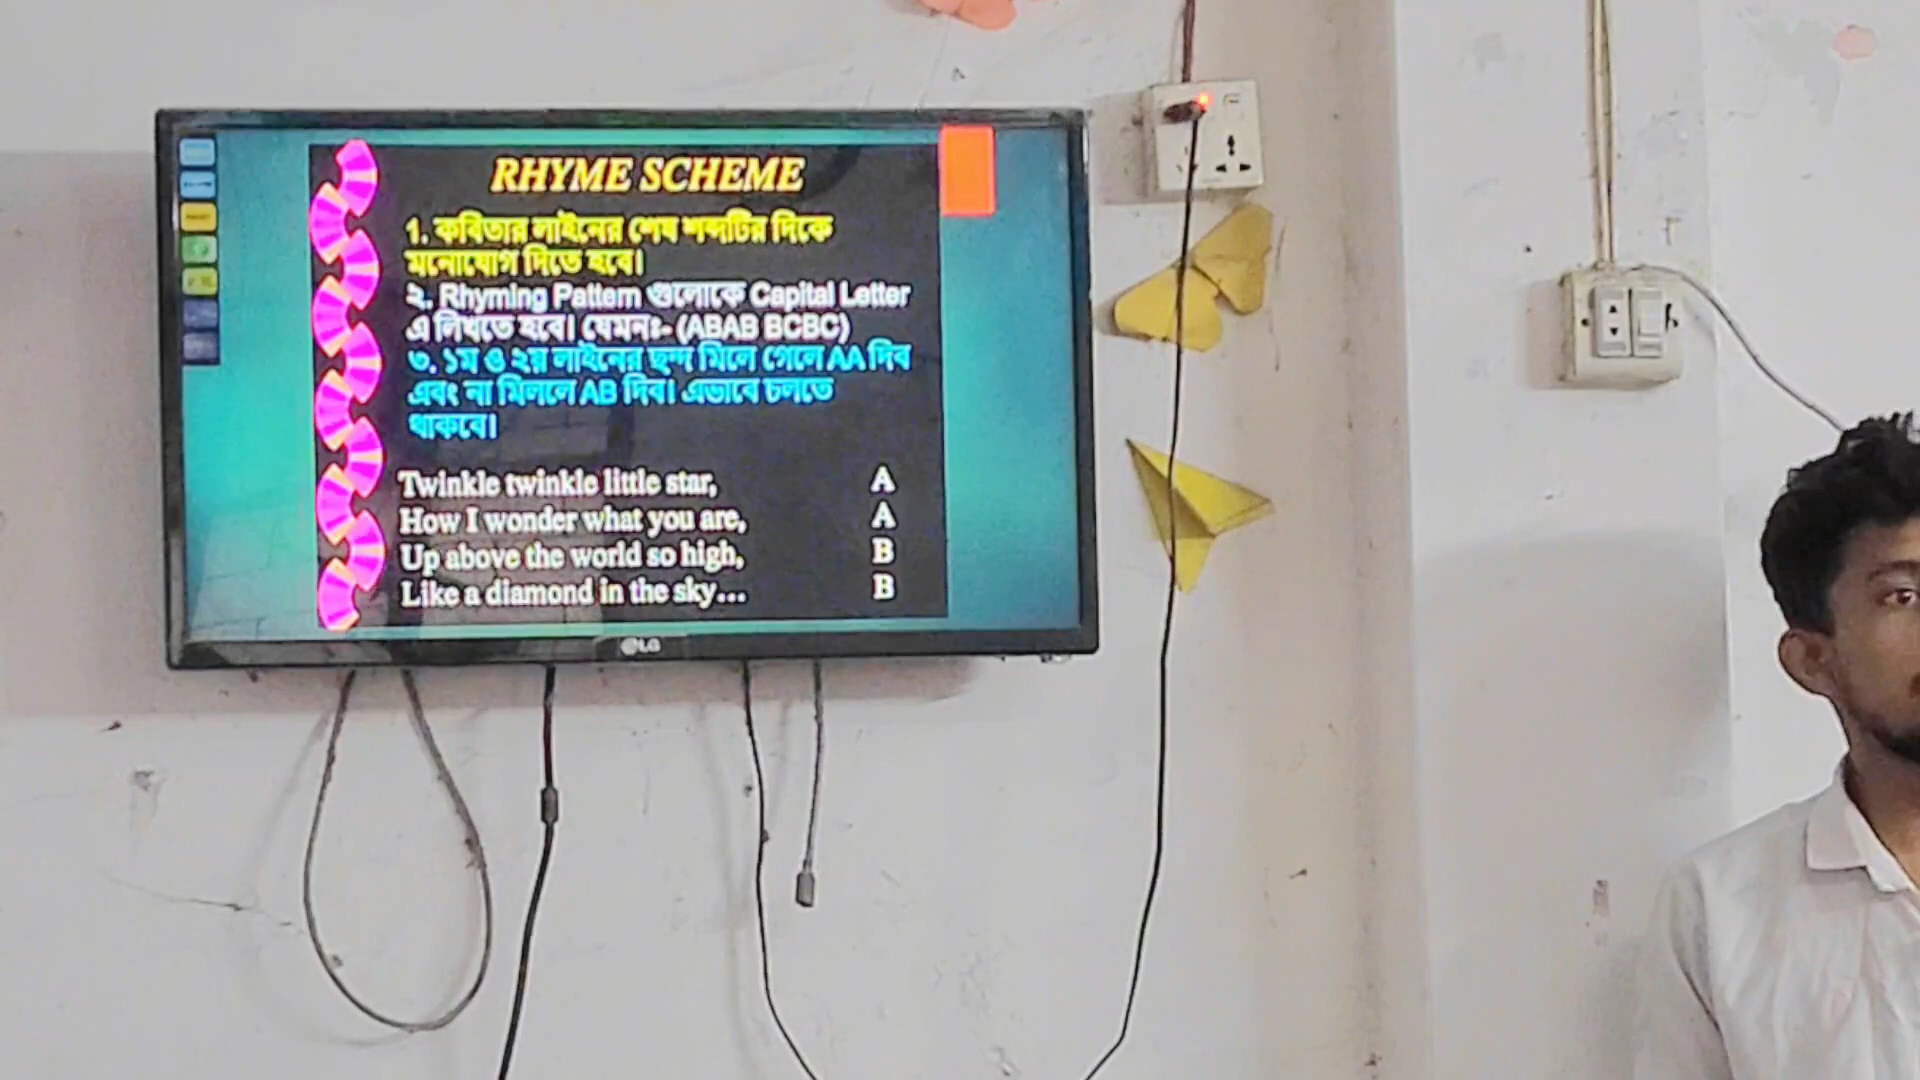 RHYME SCHEME
1. কবিতার লাইনের শেষ শব্দটির দিকে
মনোযোগ দিতে হবে।
২. Rhyming Pattern গুলোকে Capital Letter
এ লিখতে হবে। যেমনঃ- (ABAB BCBC)
৩. ১ম ও ২য় লাইনের ছন্দ মিলে গেলে AA দিব
এবং না মিললে AB দিব। এভাবে চলতে
থাকবে।
Twinkle twinkle little star, A
How I wonder what you are, A
Up above the world so high, B
Like a diamond in the sky... B
LG